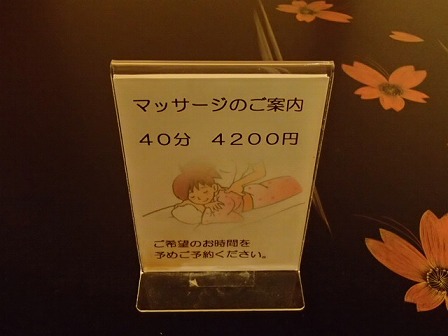 マッサージのご案内
４０分　４２００円
ご希望のお時間を
予めご予約ください。